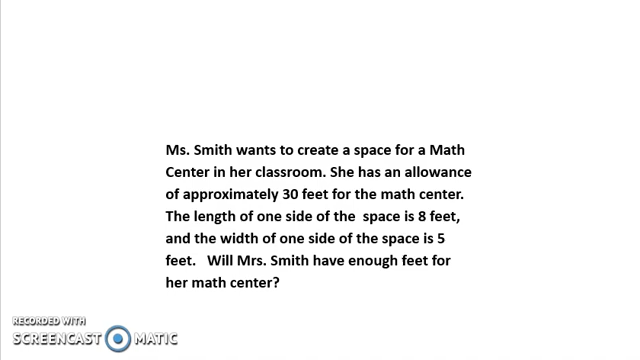 Ms. Smith wants to create a space for a Math
Center in her classroom. She has an allowance
of approximately 30 feet for the math center.
The length of one side of the  space is 8 feet,
and the width of one side of the space is 5
feet.   Will Mrs. Smith have enough feet for
her math center?
RECORDED WITH
SCREENCAST MATIC